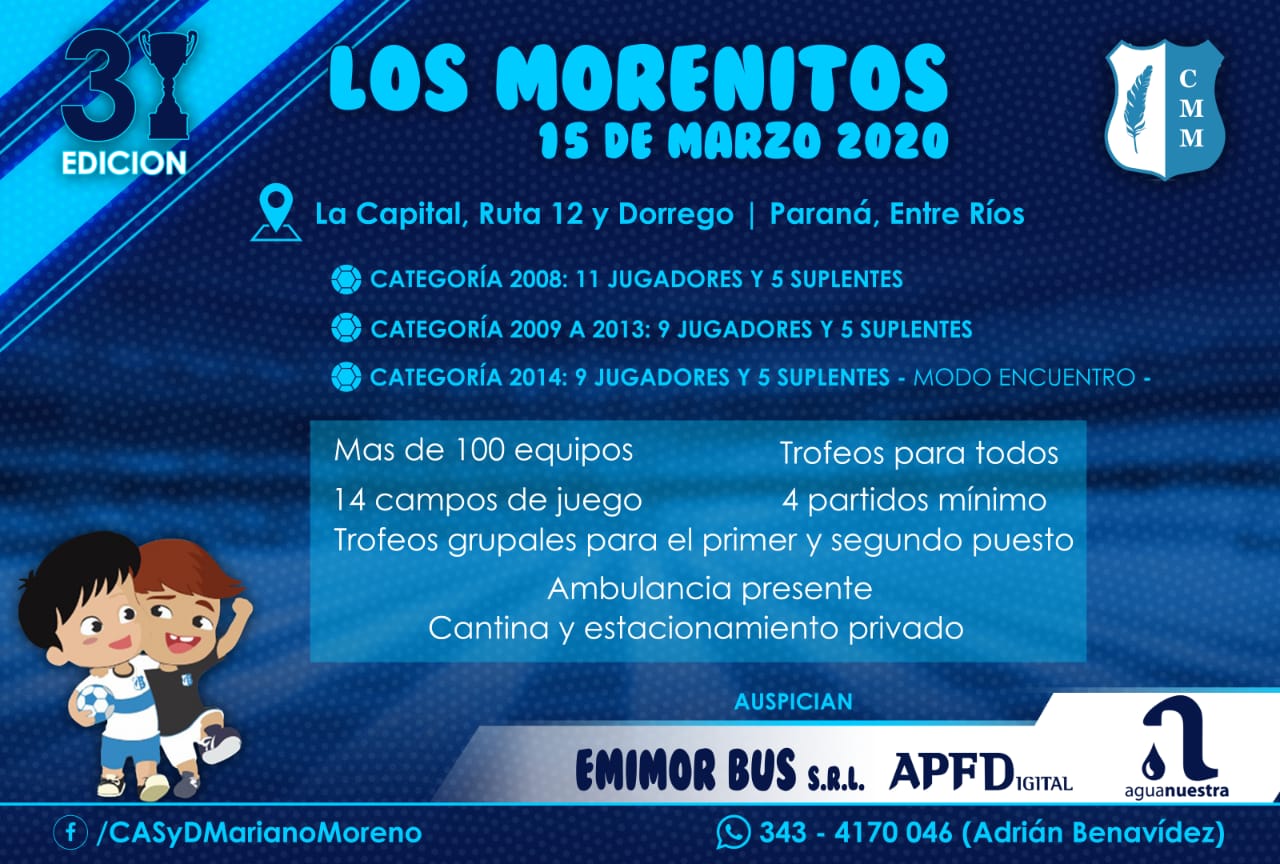 3
EDICION
LOS MORENITOS
15 DE MARZO 2020
C
M
M
La Capital, Ruta 12 y Dorrego | Paraná, Entre Ríos
CATEGORÍA 2008: 11 JUGADORES Y 5 SUPLENTES
CATEGORÍA 2009 A 2013: 9 JUGADORES Y 5 SUPLENTES
CATEGORÍA 2014: 9 JUGADORES Y 5 SUPLENTES - MODO ENCUENTRO -
Mas de 100 equipos
Trofeos para todos
14 campos de juego
4 partidos mínimo
Trofeos grupales para el primer y segundo puesto
Ambulancia presente
Cantina y estacionamiento privado
AUSPICIAN
EMIMOR BUS S.R.L.
APFDIGITAL
aguanuestra
/CASyDMarianoMoreno
343 - 4170 046 (Adrián Benavídez)